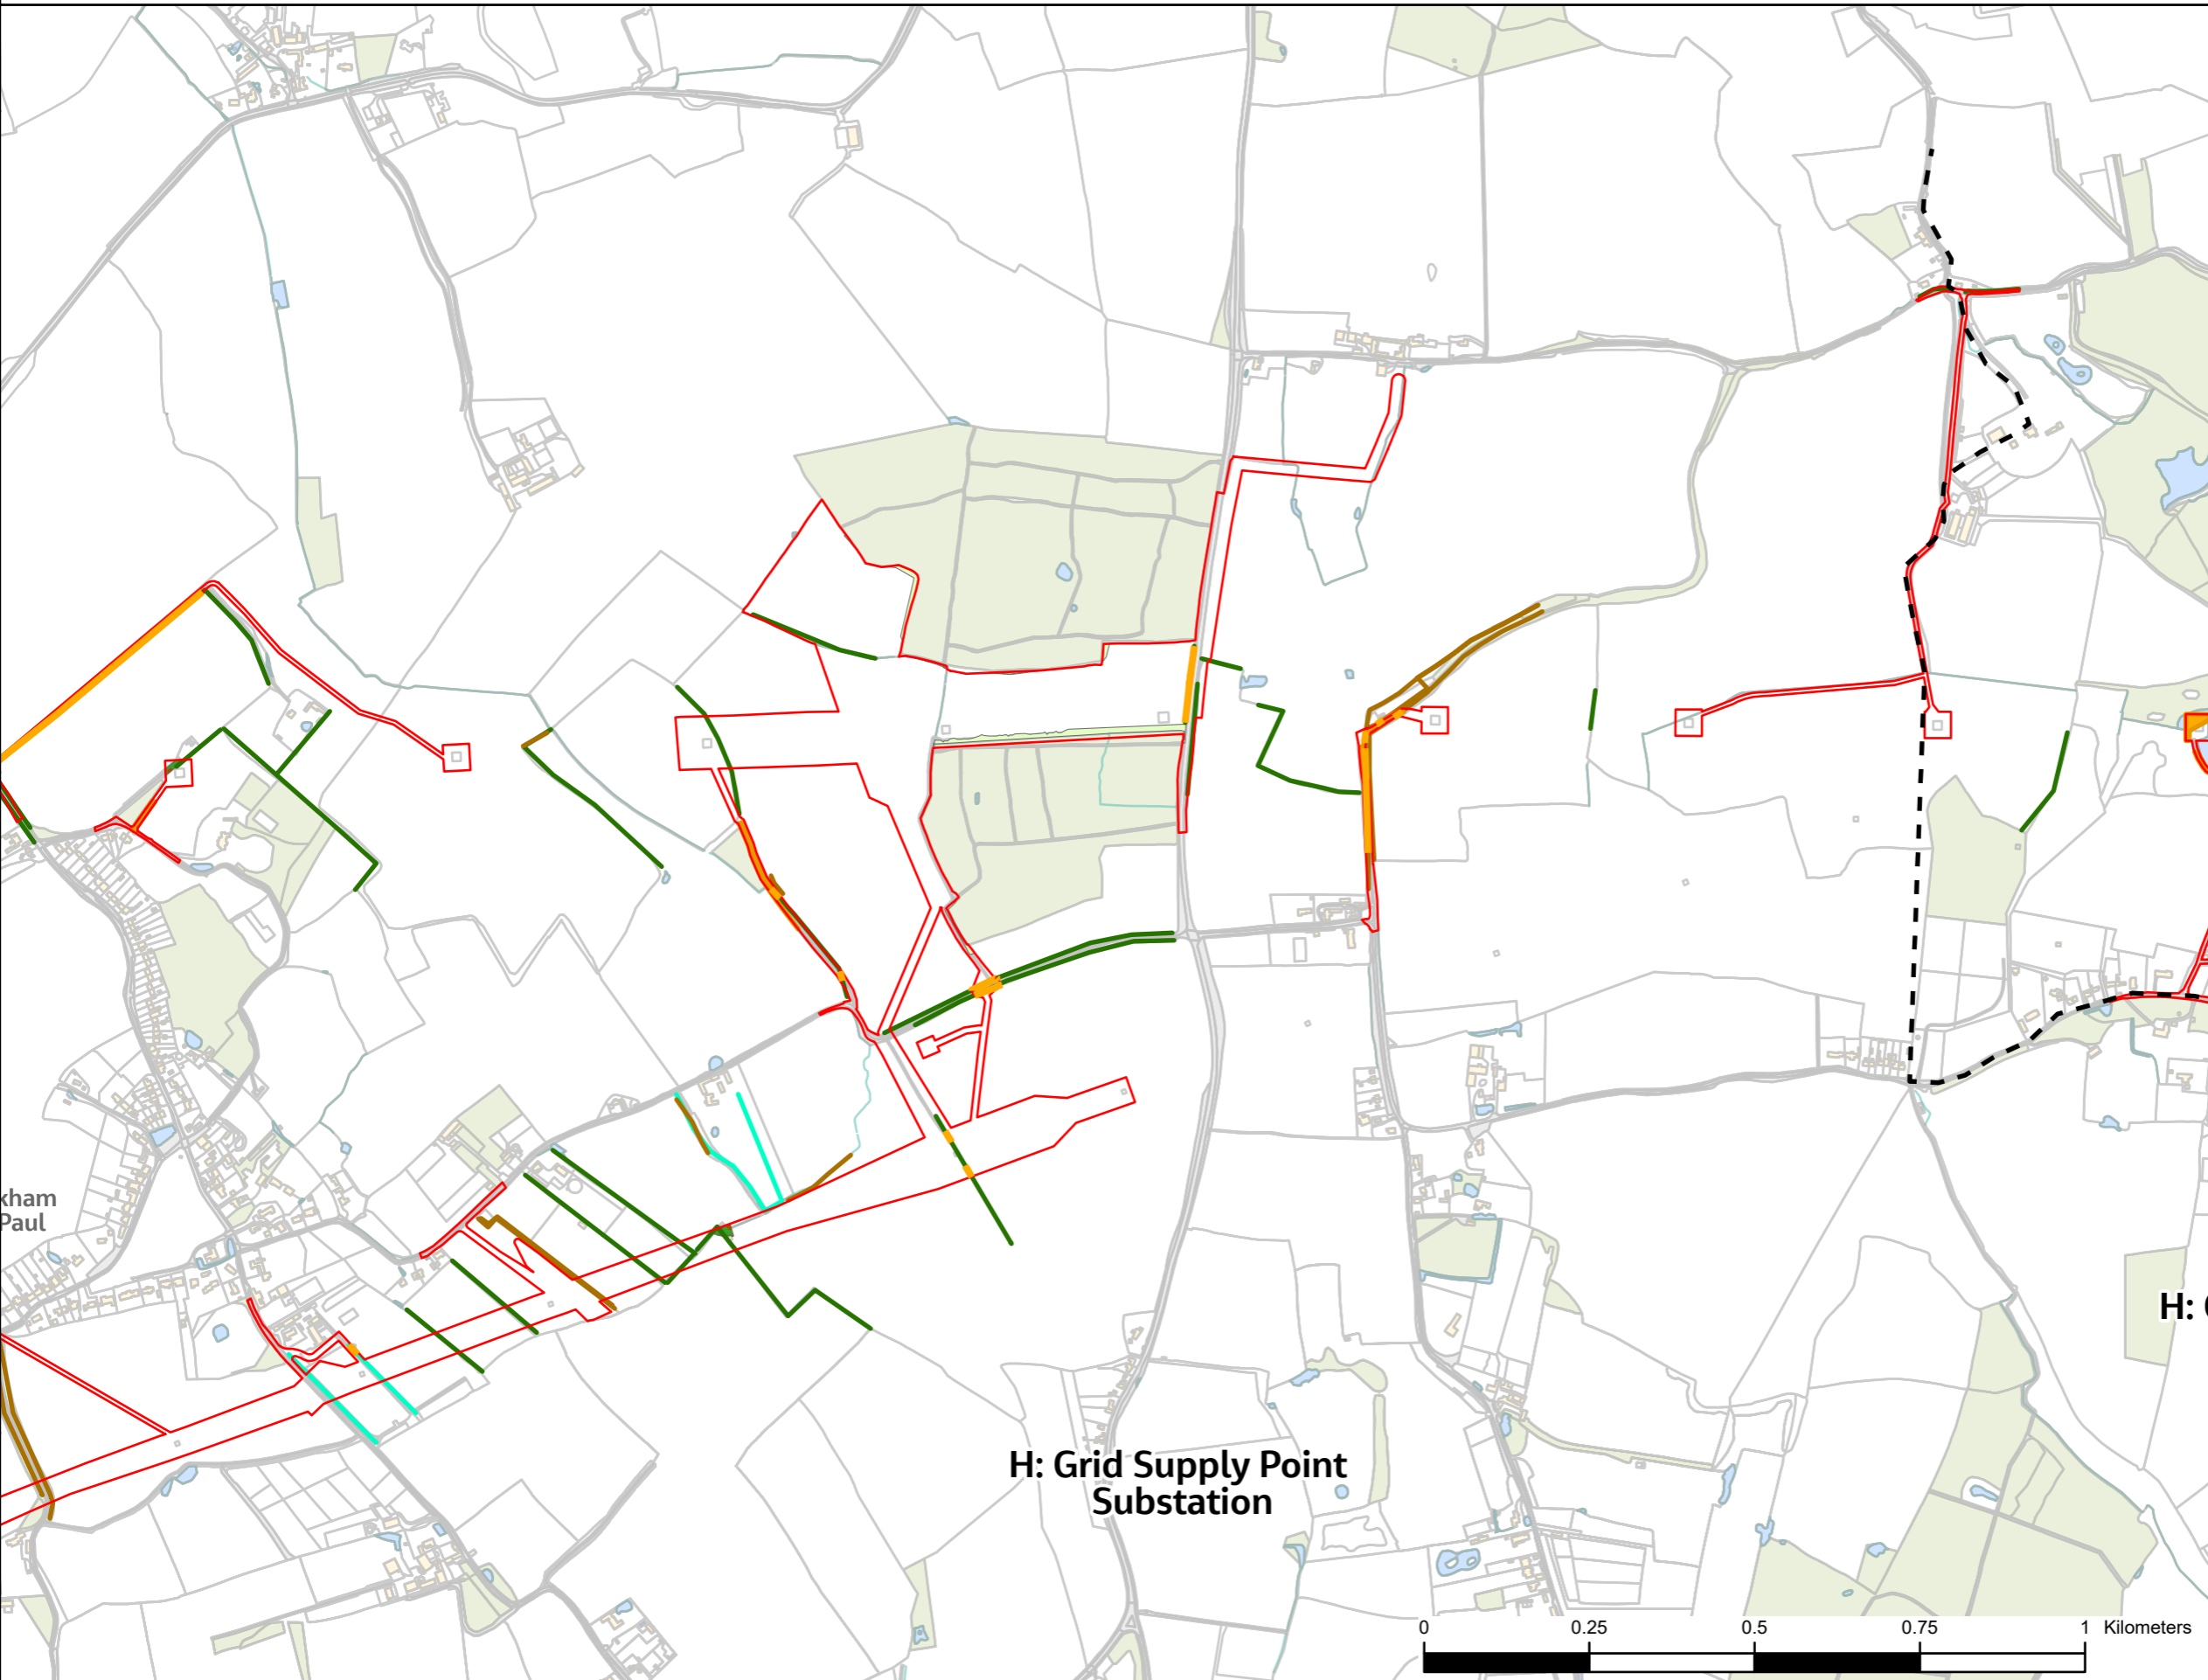 kham
Paul
H:
H: Grid Supply Point
Substation
0 0.25 0.5 0.75 1 Kilometers